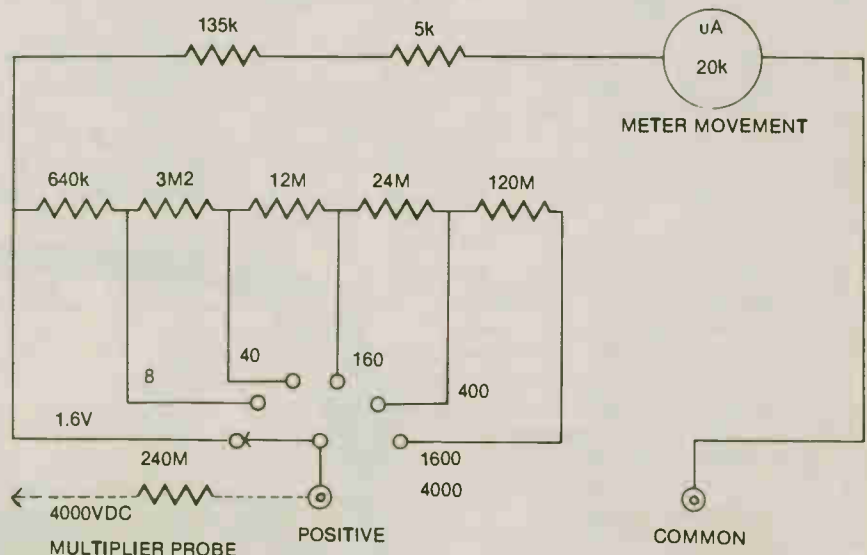 135k
5k
uA
20k
METER MOVEMENT
640k
3M2
12M
24M
120M
40
160
8
400
1.6V
240M
1600
4000
4000VDC
POSITIVE
COMMON
MULTIPLIER PROBE